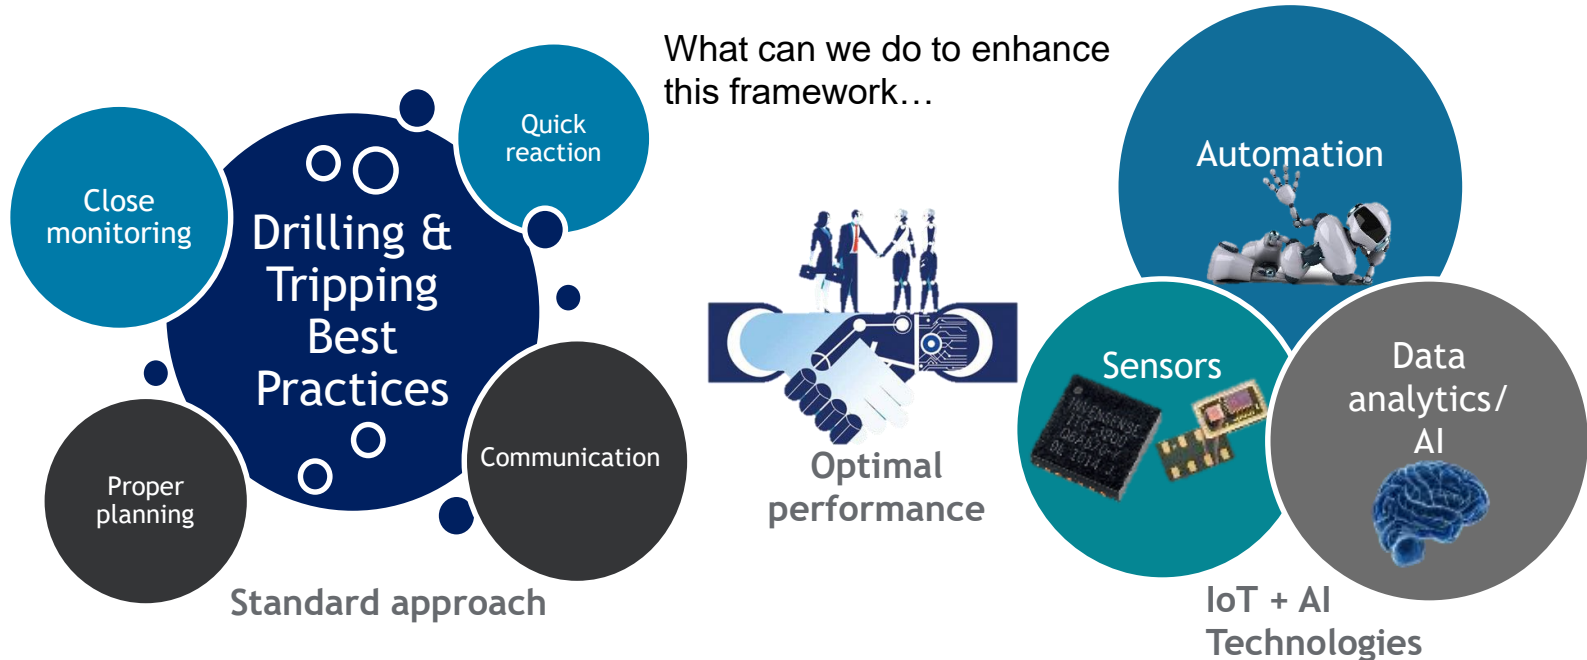 What can we do to enhance
this framework…
Quick
reaction
Close
monitoring
Drilling &
Tripping
Best
Practices
Proper
planning
Communication
Standard approach
Optimal
performance
Automation
Sensors
Data
analytics/
AI
IoT + AI
Technologies